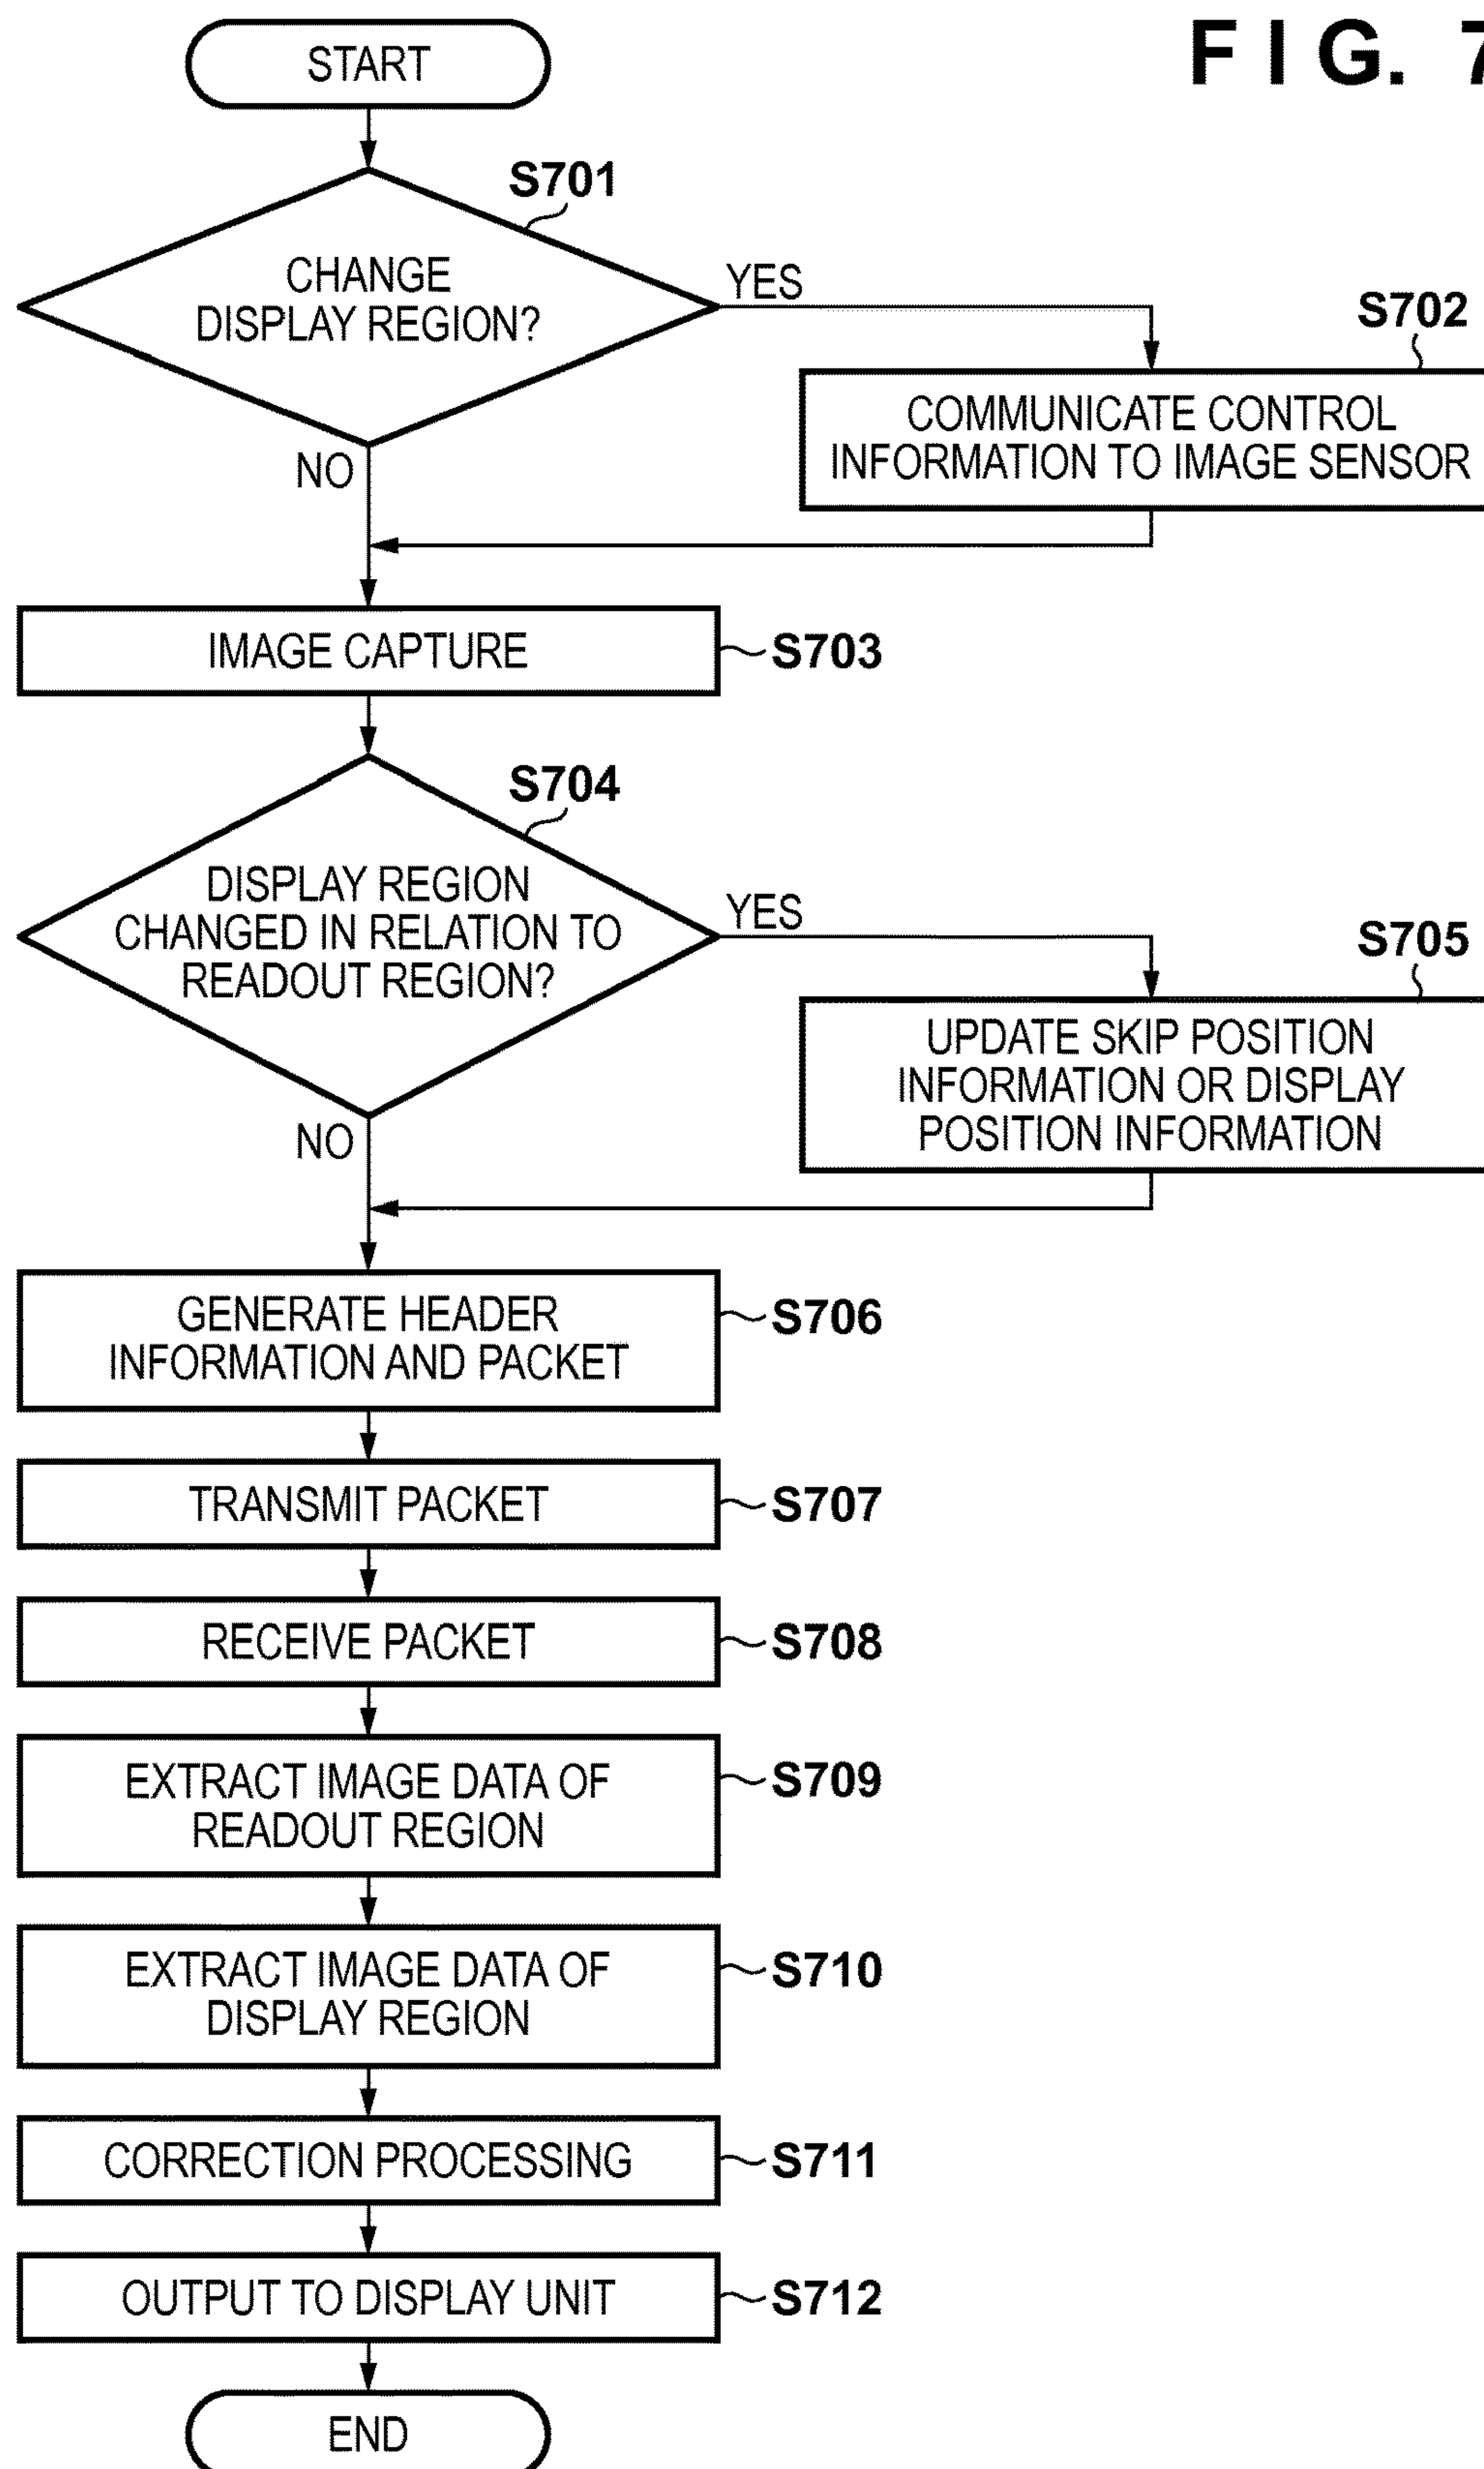 FIG. 7
START
S701
CHANGE
DISPLAY REGION?
YES
S702
COMMUNICATE CONTROL
INFORMATION TO IMAGE SENSOR
NO
IMAGE CAPTURE
S703
S704
DISPLAY REGION
CHANGED IN RELATION TO
READOUT REGION?
YES
S705
UPDATE SKIP POSITION
INFORMATION OR DISPLAY
POSITION INFORMATION
NO
GENERATE HEADER
INFORMATION AND PACKET
S706
TRANSMIT PACKET
S707
RECEIVE PACKET
S708
EXTRACT IMAGE DATA OF
READOUT REGION
S709
EXTRACT IMAGE DATA OF
DISPLAY REGION
S710
CORRECTION PROCESSING
S711
OUTPUT TO DISPLAY UNIT
S712
END